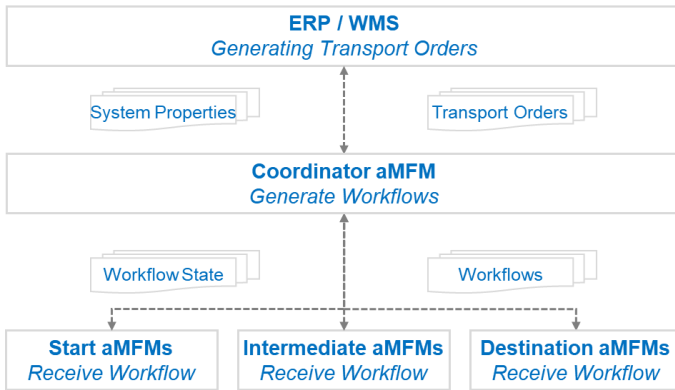 ERP / WMS
Generating Transport Orders
System Properties
Transport Orders
Coordinator aMFM
Generate Workflows
Workflow State
Workflows
Start aMFMs
Receive Workflow
Intermediate aMFMs
Receive Workflow
Destination aMFMs
Receive Workflow